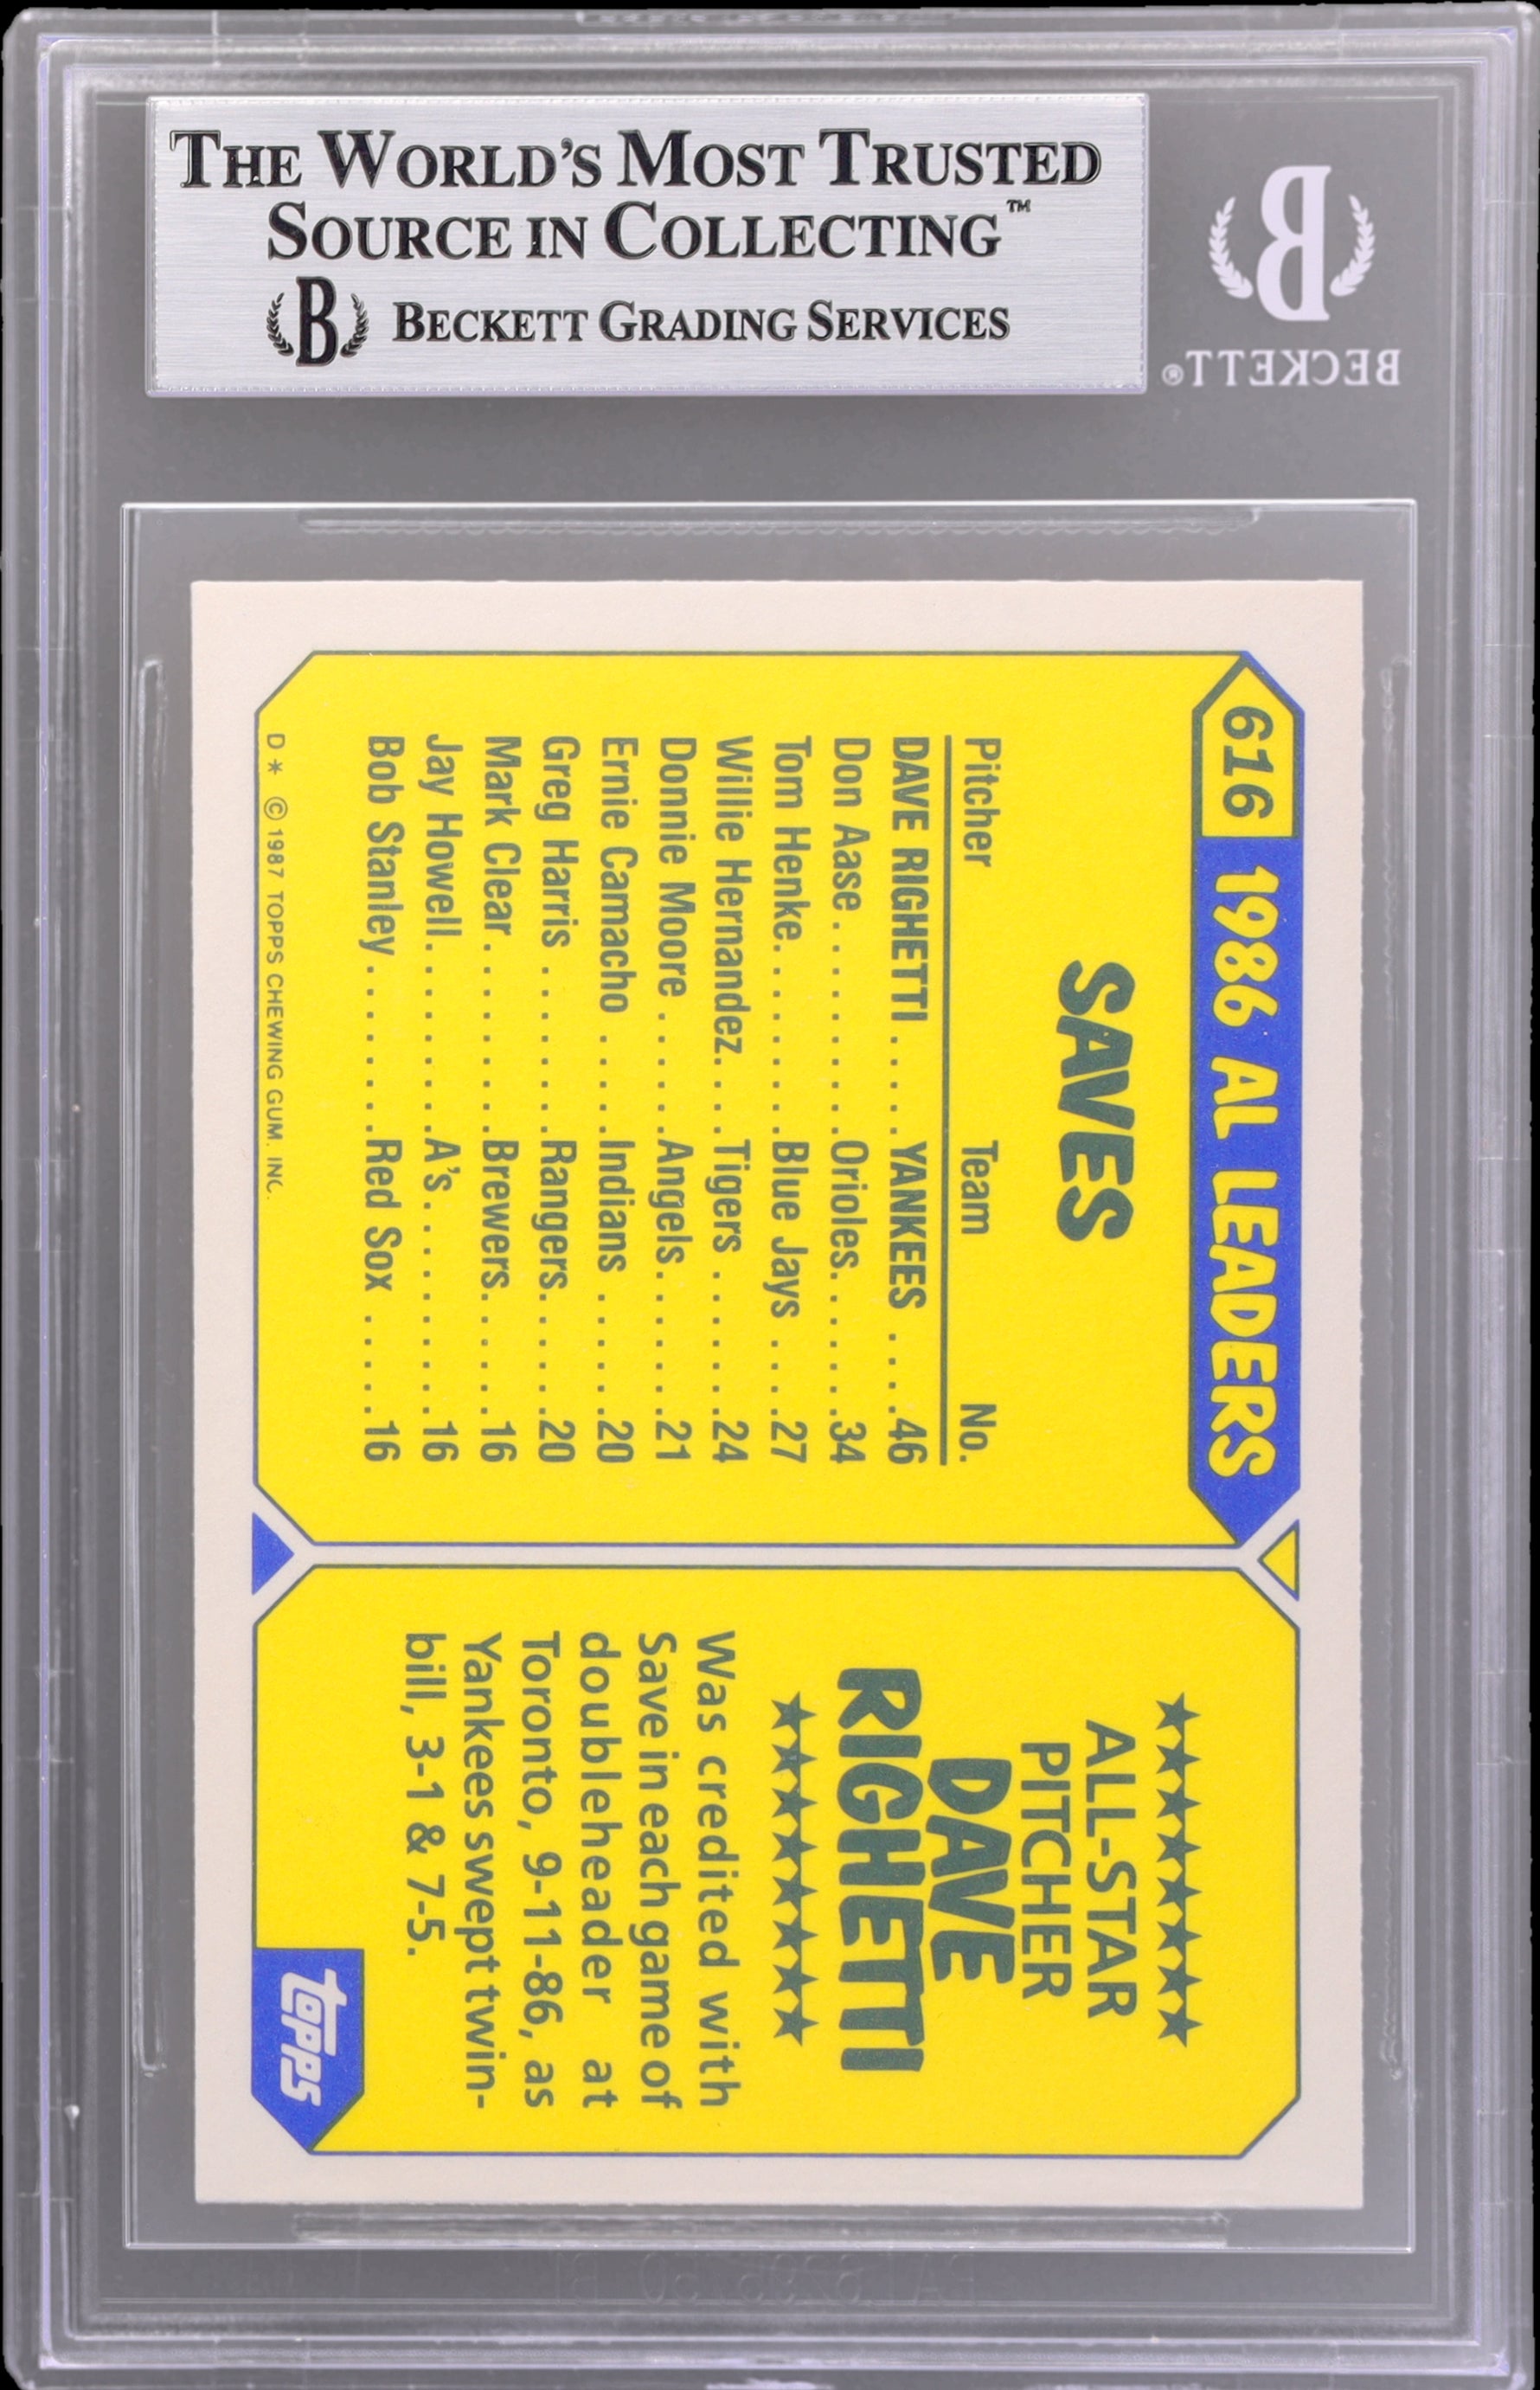 THE WORLD'S MOST TRUSTED
SOURCE IN COLLECTING™
B BECKETT GRADING SERVICES
B
BECKETT®
616 1986 AL LEADERS
SAVES
Pitcher Team No.
DAVE RIGHETTI.....YANKEES....46
Don Aase..........Orioles......34
Tom Henke.........Blue Jays....27
Willie Hernandez....Tigers.......24
Donnie Moore......Angels.......21
Ernie Camacho.....Indians......20
Greg Harris.......Rangers.....20
Mark Clear........Brewers.....16
Jay Howell.........A's.........16
Bob Stanley.......Red Sox.....16
D* © 1987 TOPPS CHEWING GUM, INC.
ALL-STAR
PITCHER
DAVE
RIGHETTI
Was credited with
Save in each game of
doubleheader at
Toronto, 9-11-86, as
Yankees swept twin-
bill, 3-1 & 7-5.
topps